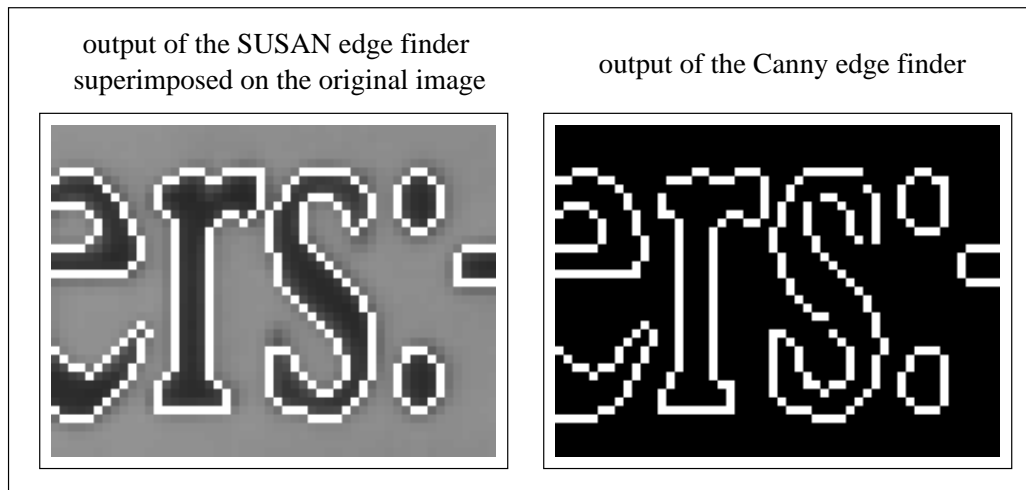 output of the SUSAN edge finder
superimposed on the original image
output of the Canny edge finder
ers:
ers: